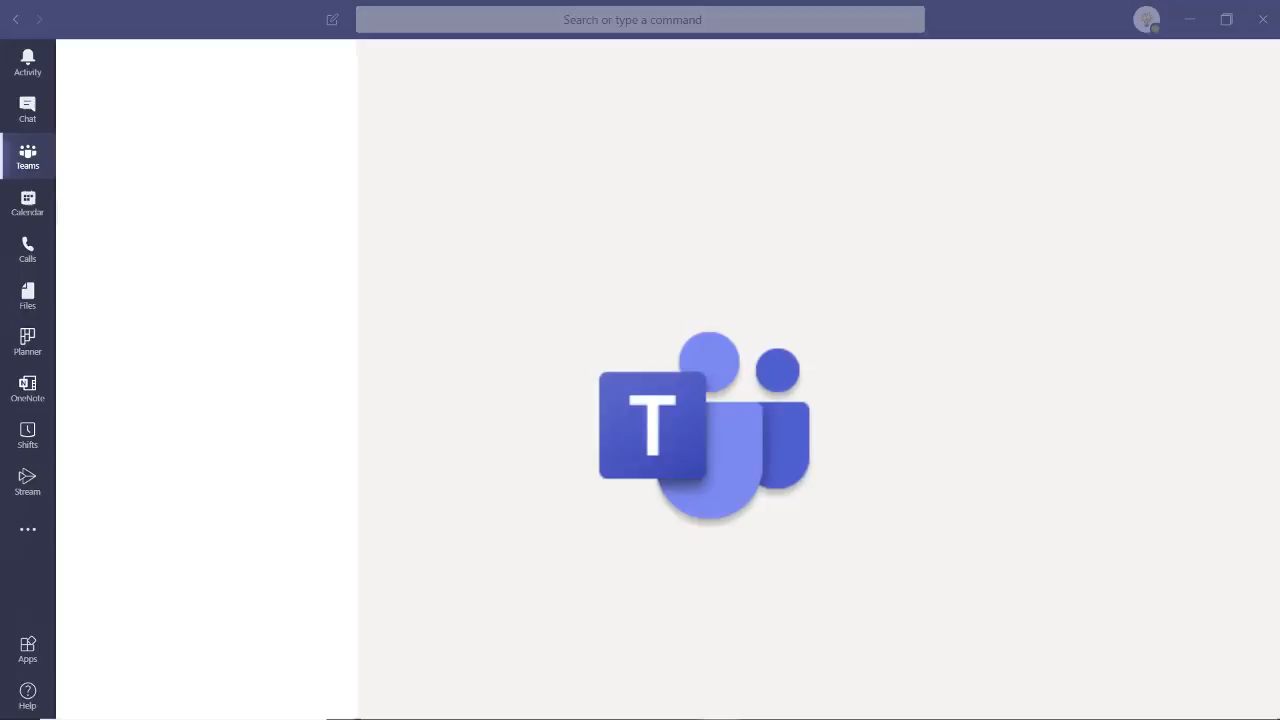 Search or type a command
Activity
Chat
Teams
Calendar
Calls
Files
Planner
OneNote
Shifts
Stream
Apps
Help
T